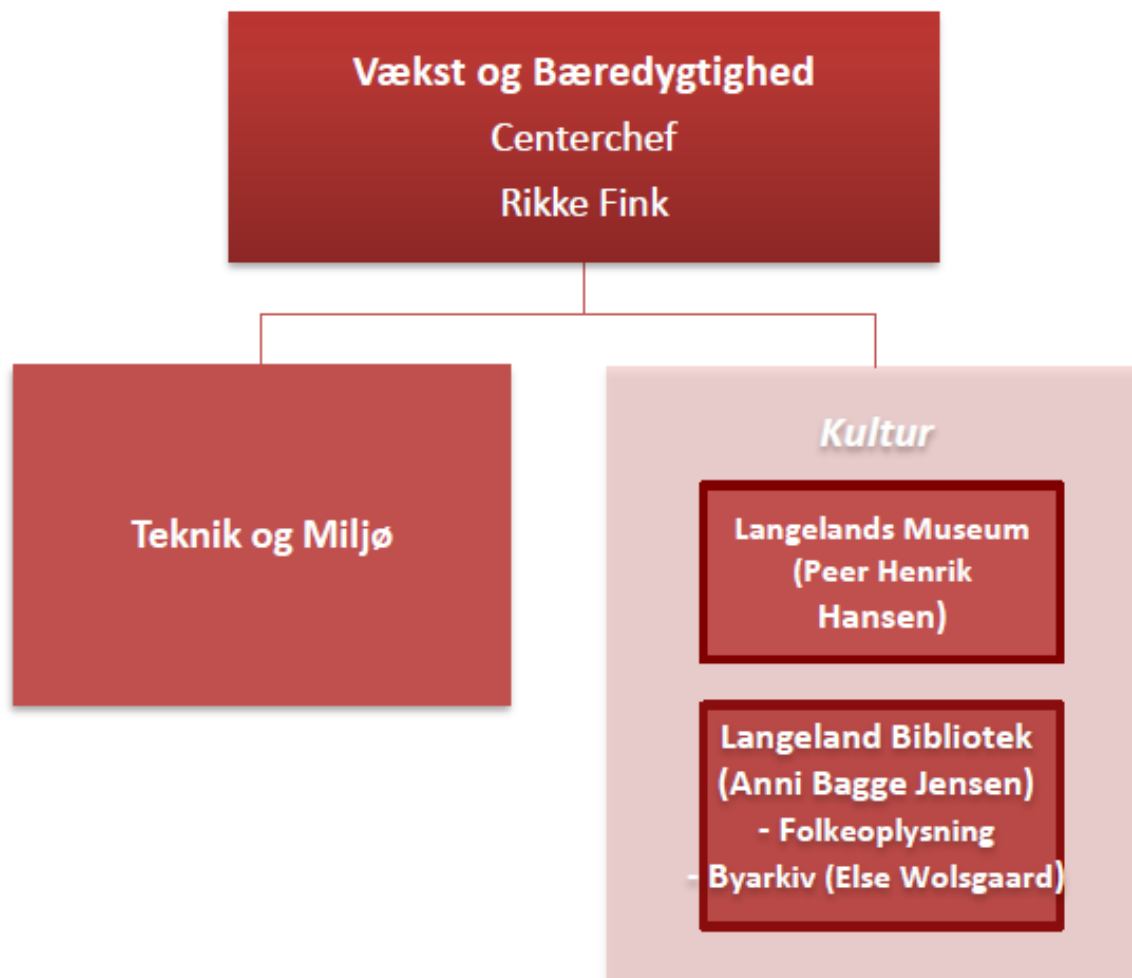 Vækst og Bæredygtighed
Centerchef
Rikke Fink
Teknik og Miljø
Kultur
Langelands Museum
(Peer Henrik
Hansen)
Langeland Bibliotek
(Anni Bagge Jensen)
- Folkeoplysning
- Byarkiv (Else Wolsgaard)